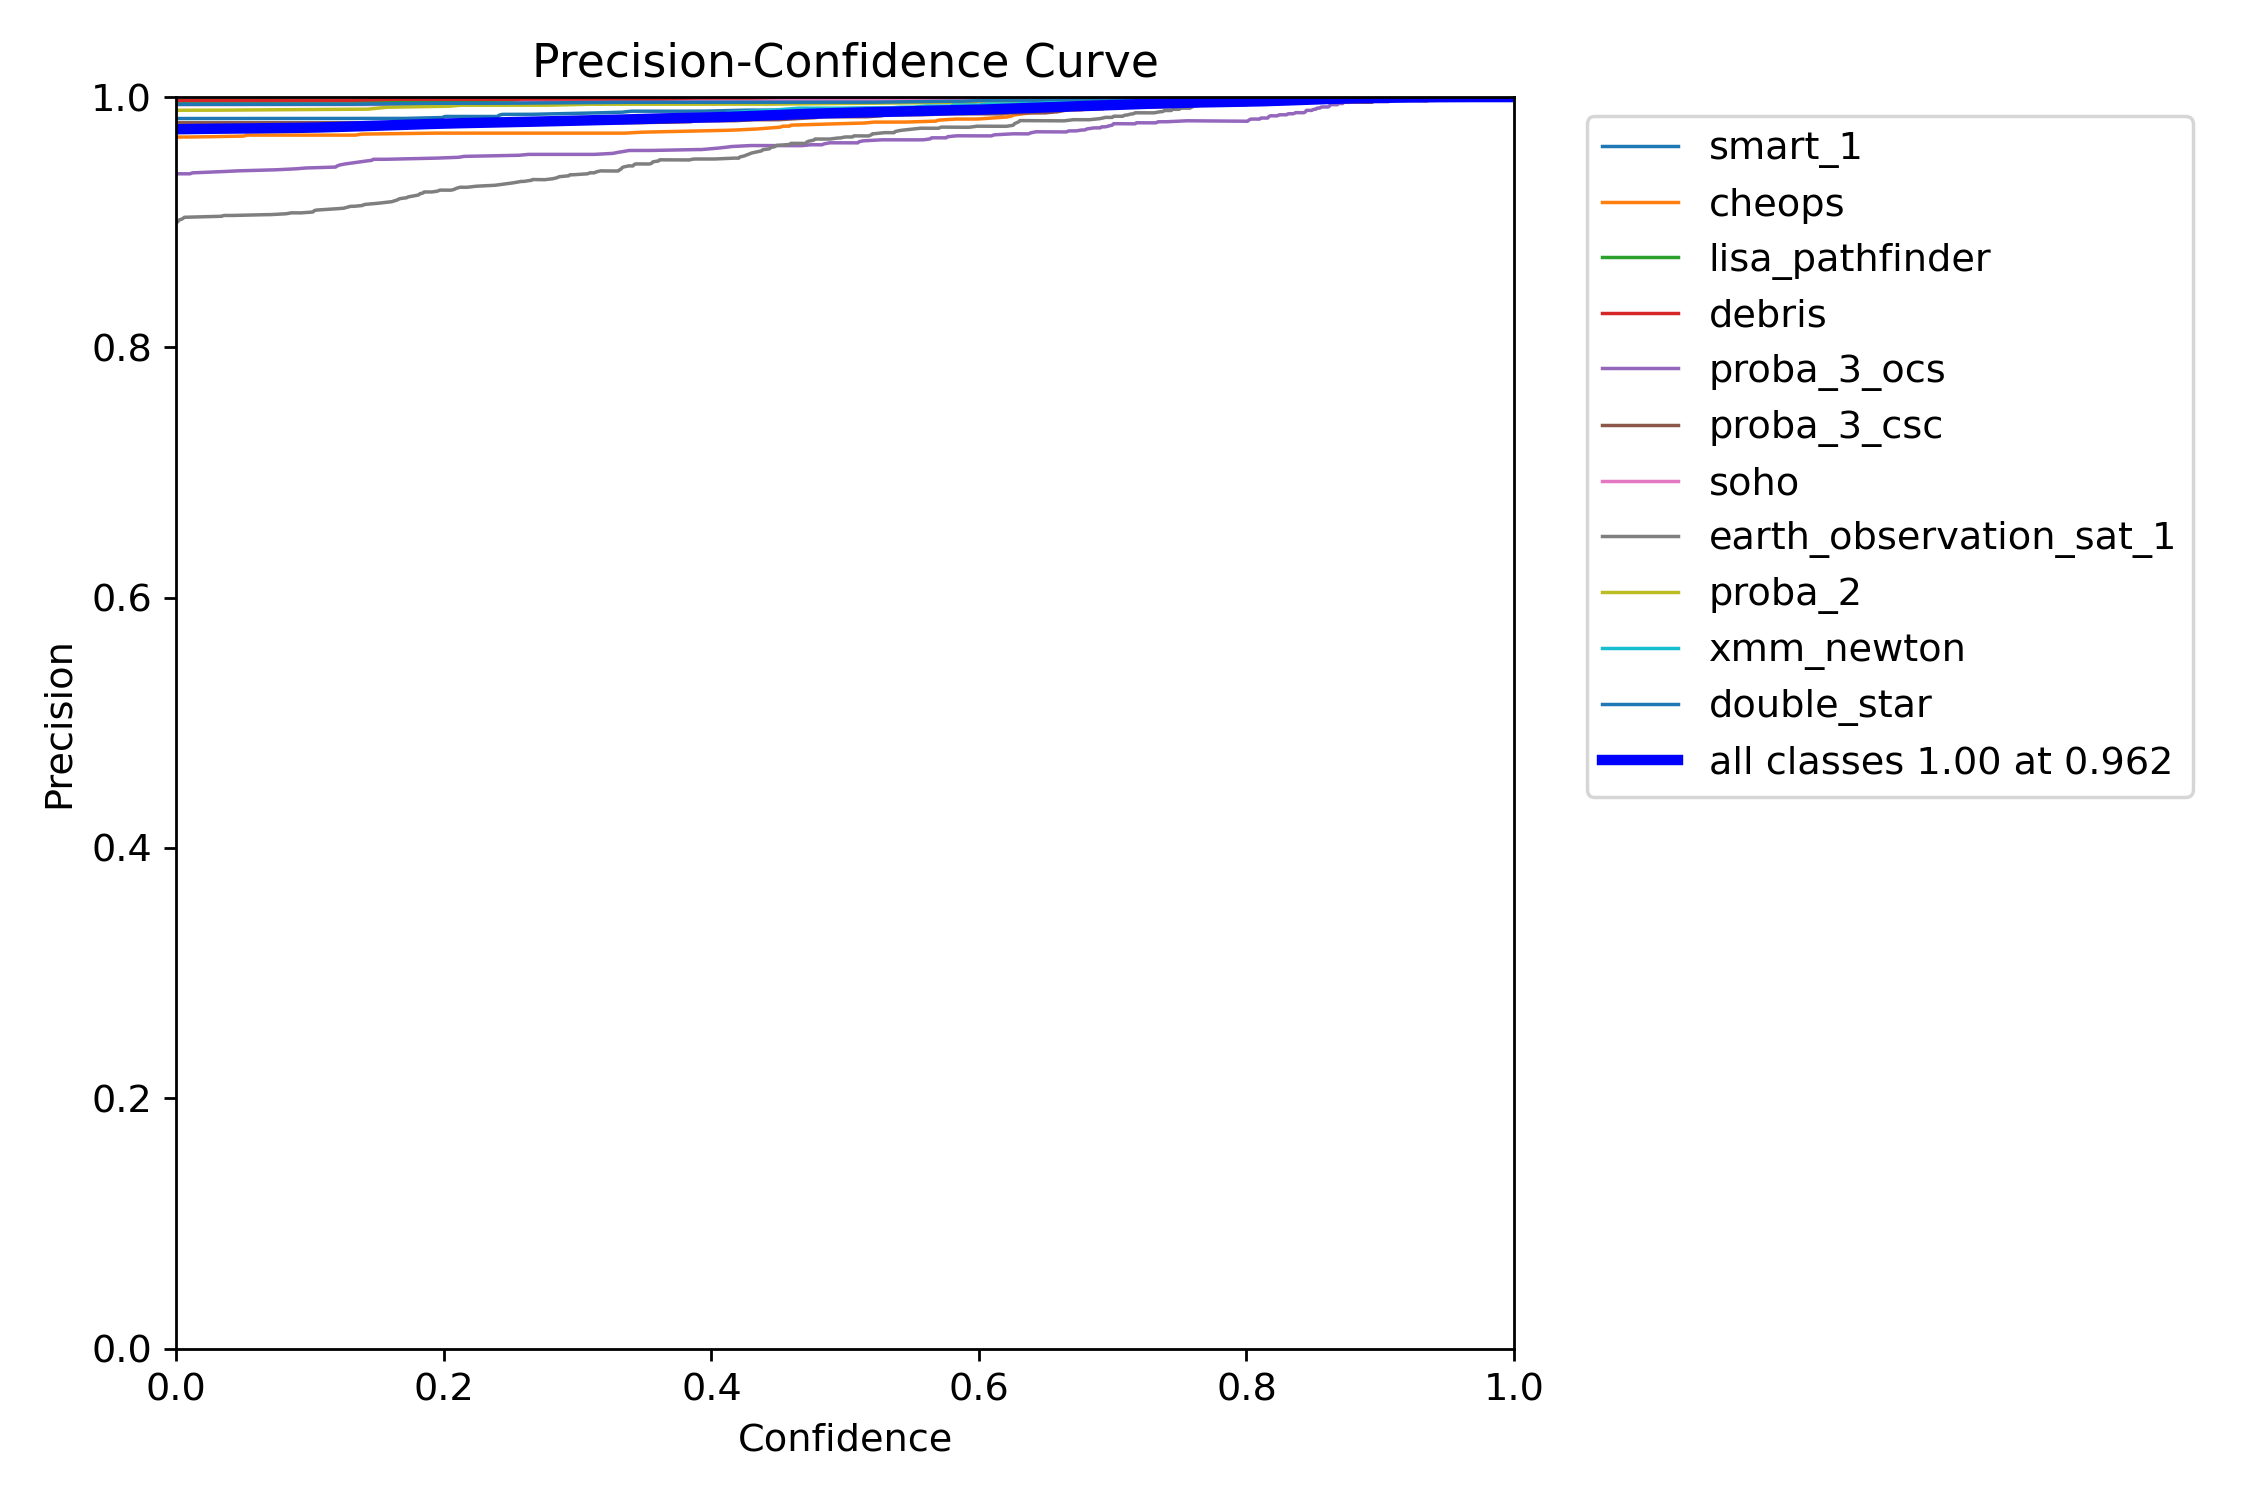 Precision-Confidence Curve
1.0
0.8
0.6
0.4
0.2
0.0
Precision
0.0 0.2 0.4 0.6 0.8 1.0
Confidence
smart_1
cheops
lisa_pathfinder
debris
proba_3_ocs
proba_3_csc
soho
earth_observation_sat_1
proba_2
xmm_newton
double_star
all classes 1.00 at 0.962